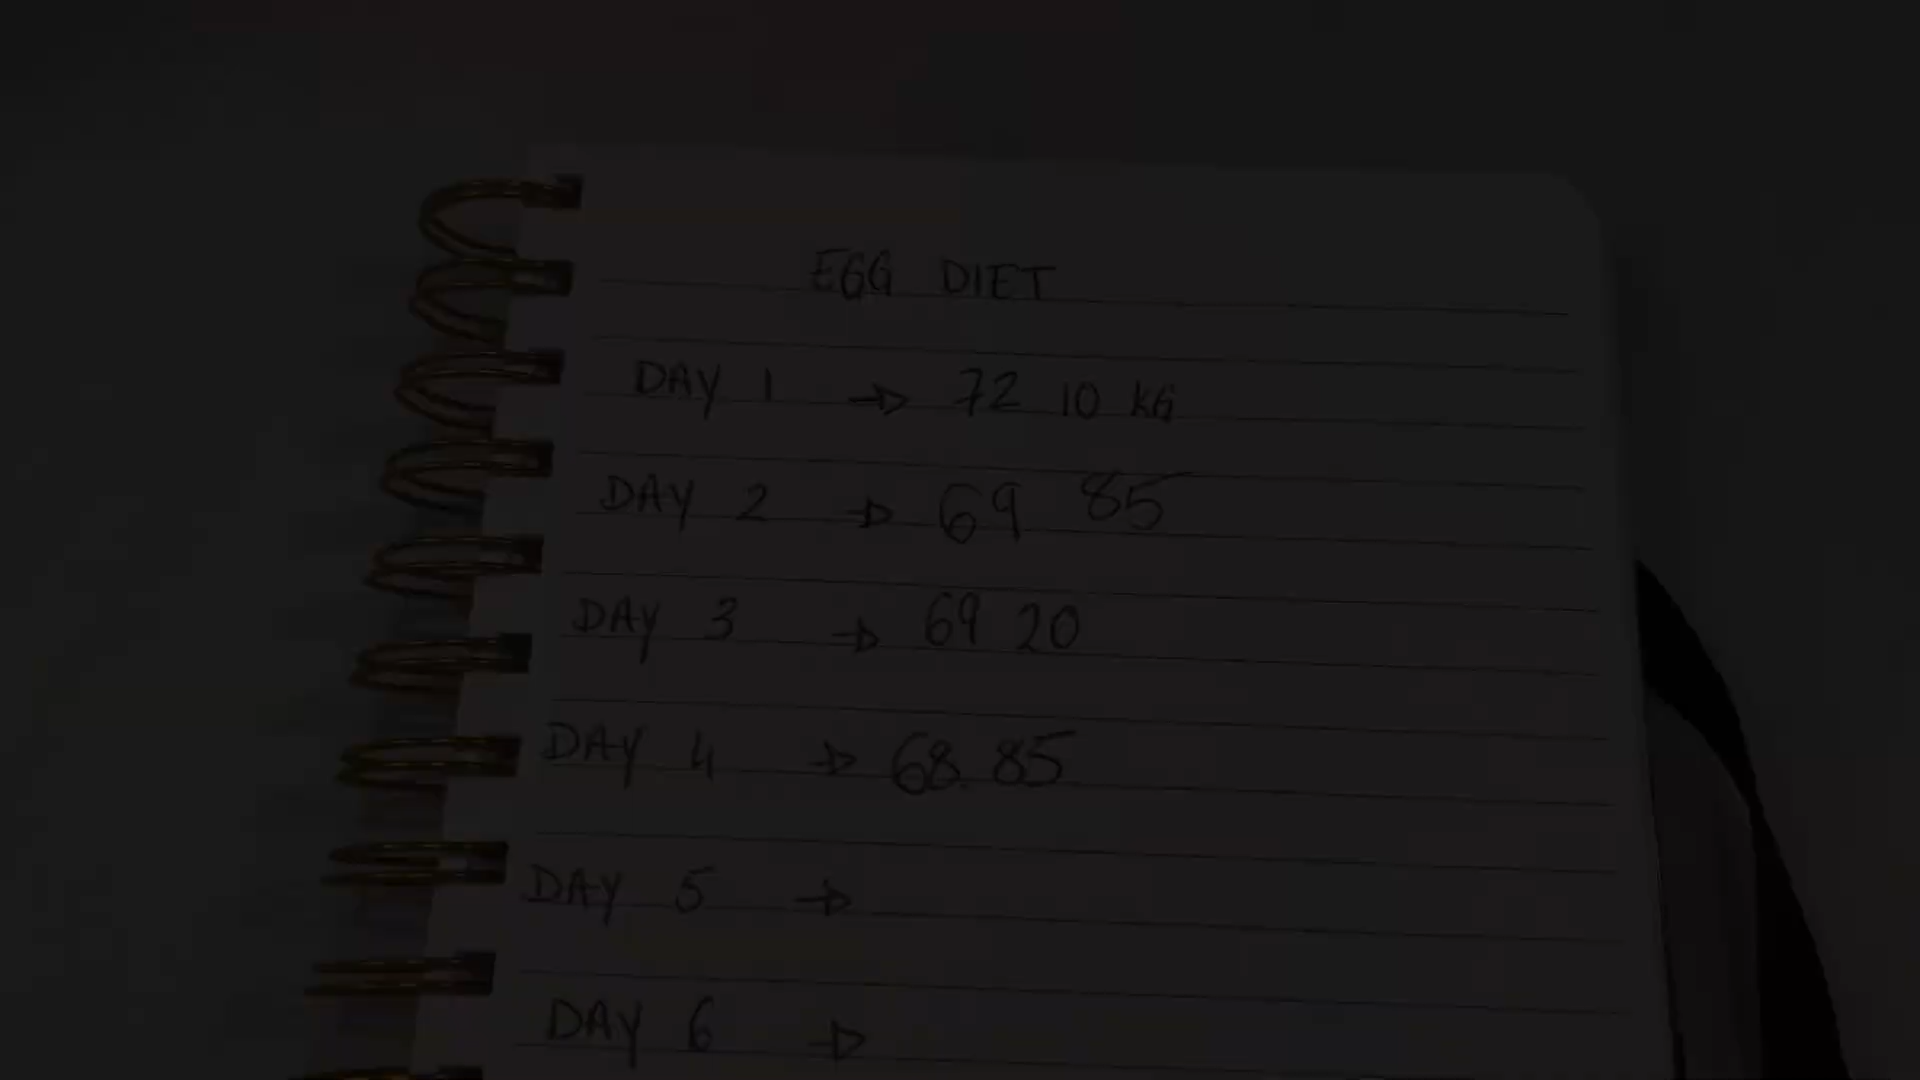 EGG DIET
DAY 1 → 72 10 KG
DAY 2 → 69 85
DAY 3 → 69 20
DAY 4 → 68.85
DAY 5 →
DAY 6 →